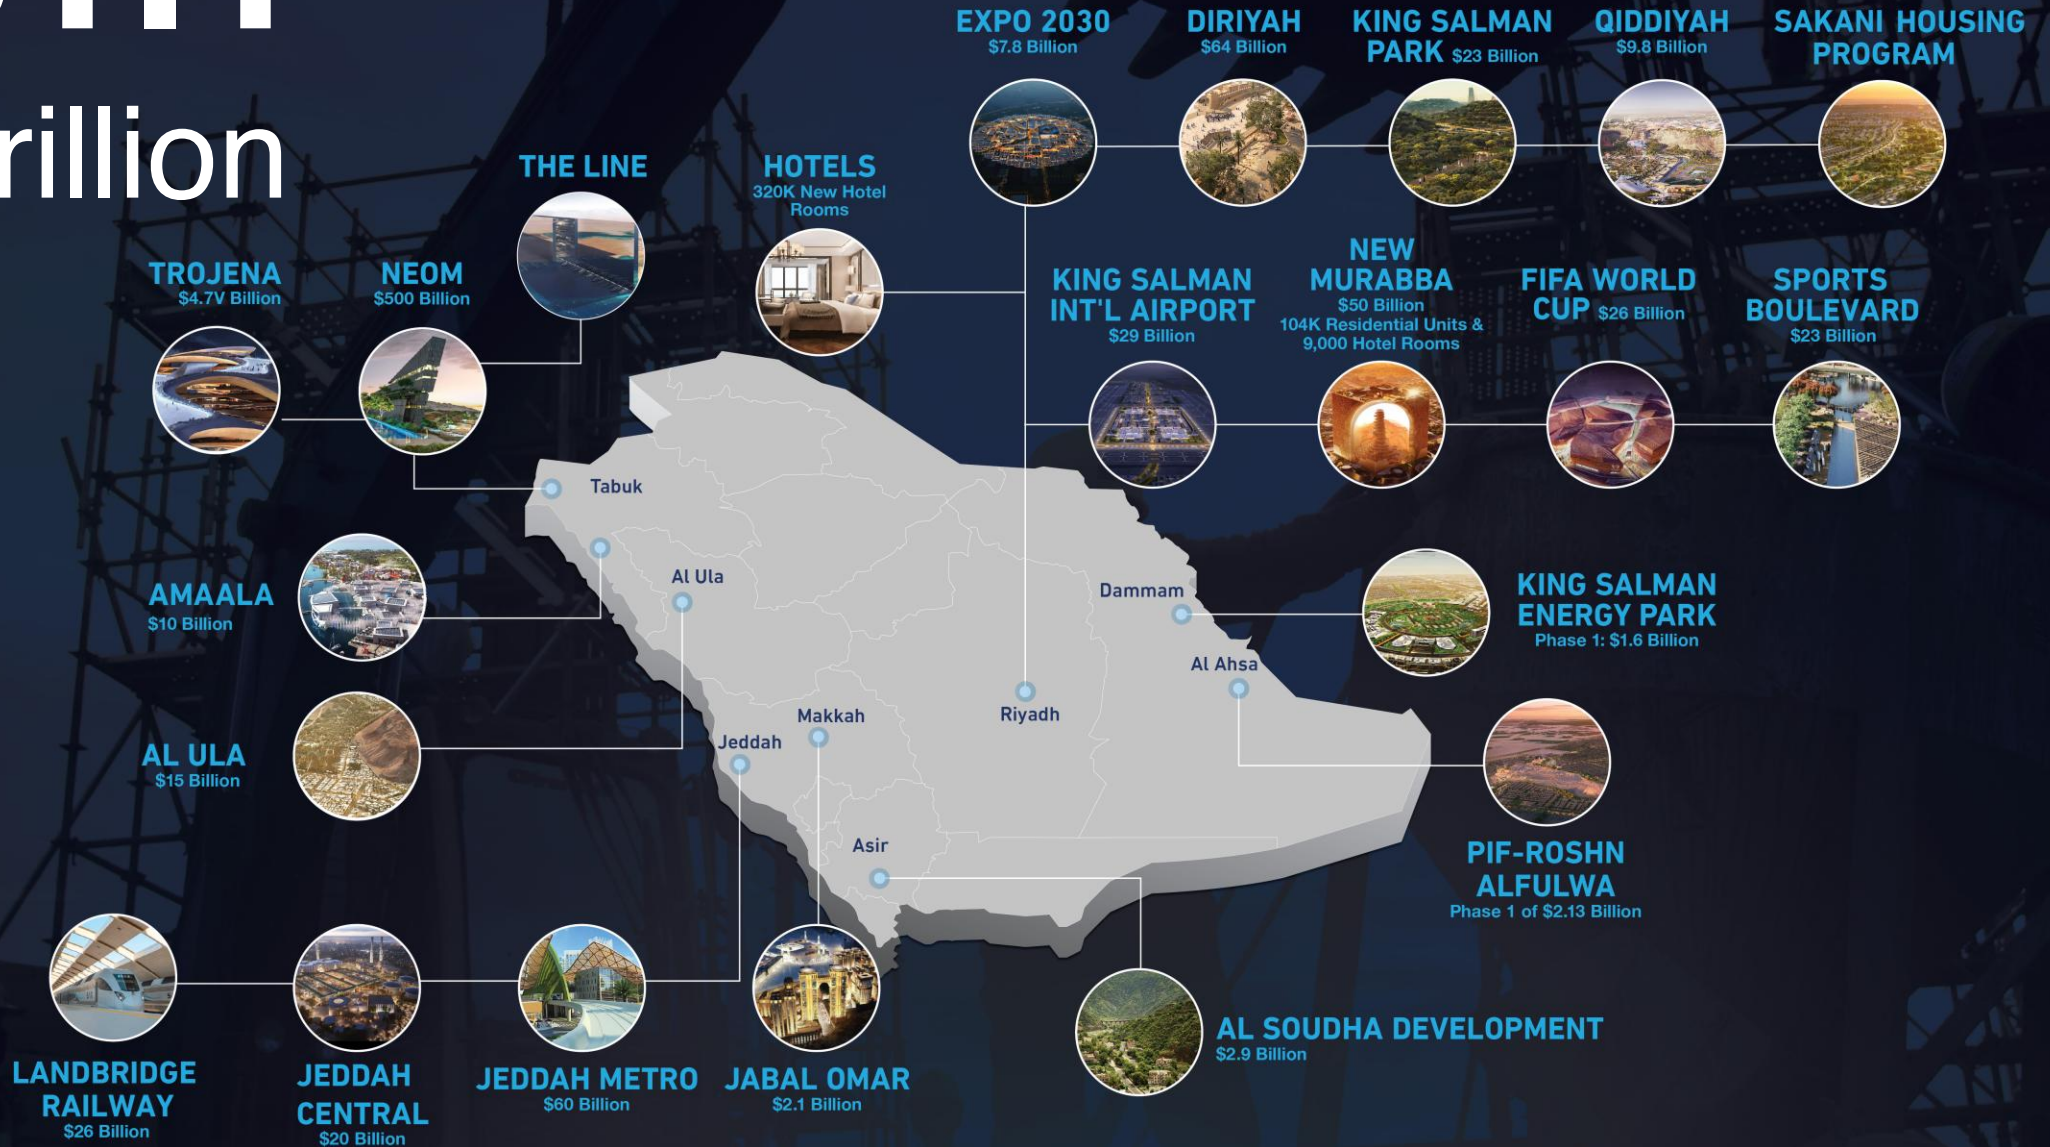 rillion
EXPO 2030
$7.8 Billion
DIRIYAH
$64 Billion
KING SALMAN
PARK $23 Billion
QIDDIYAH
$9.8 Billion
SAKANI HOUSING
PROGRAM
THE LINE
HOTELS
320K New Hotel
Rooms
TROJENA
$4.7V Billion
NEOM
$500 Billion
KING SALMAN
INT'L AIRPORT
$29 Billion
NEW
MURABBA
$50 Billion
104K Residential Units &
9,000 Hotel Rooms
FIFA WORLD
CUP $26 Billion
SPORTS
BOULEVARD
$23 Billion
Tabuk
Al Ula
Dammam
Al Ahsa
Riyadh
Makkah
Jeddah
Asir
AMAALA
$10 Billion
KING SALMAN
ENERGY PARK
Phase 1: $1.6 Billion
AL ULA
$15 Billion
PIF-ROSHN
ALFULWA
Phase 1 of $2.13 Billion
LANDBRIDGE
RAILWAY
$26 Billion
JEDDAH
CENTRAL
$20 Billion
JEDDAH METRO
$60 Billion
JABAL OMAR
$2.1 Billion
AL SOUDHA DEVELOPMENT
$2.9 Billion